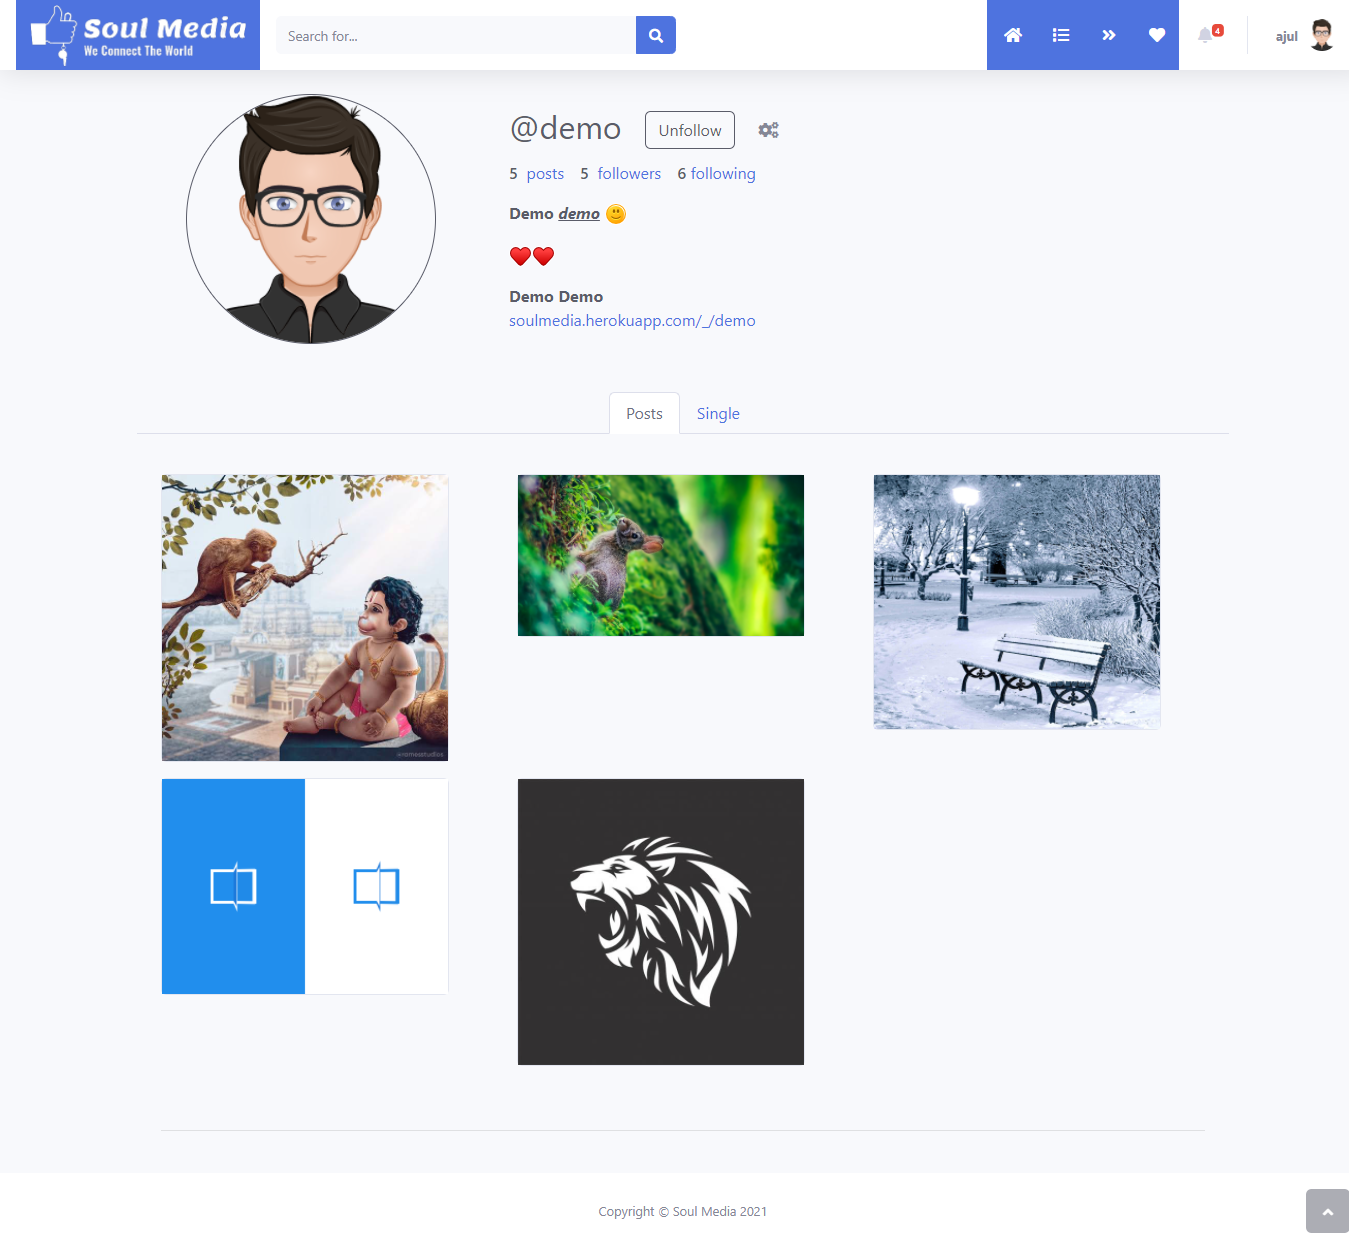 Soul Media
We Connect The World
Search for...
4
ajul
@demo
Unfollow
5 posts 5 followers 6 following
Demo demo
Demo Demo
soulmedia.herokuapp.com/_/demo
Posts
Single
Copyright © Soul Media 2021